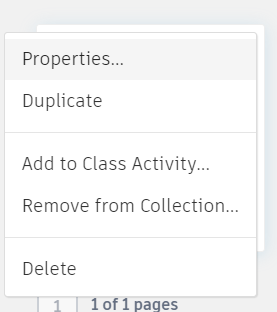 Properties...
Duplicate
Add to Class Activity...
Remove from Collection...
Delete
1 1 of 1 pages